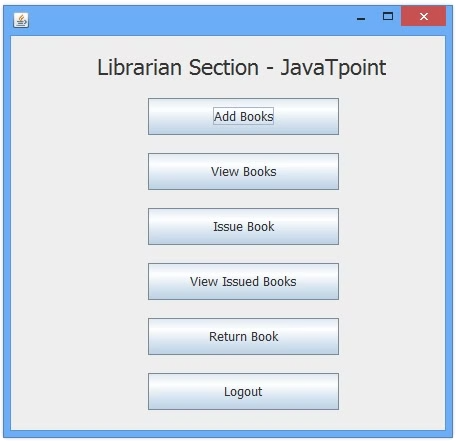 Librarian Section - JavaTpoint
Add Books
View Books
Issue Book
View Issued Books
Return Book
Logout